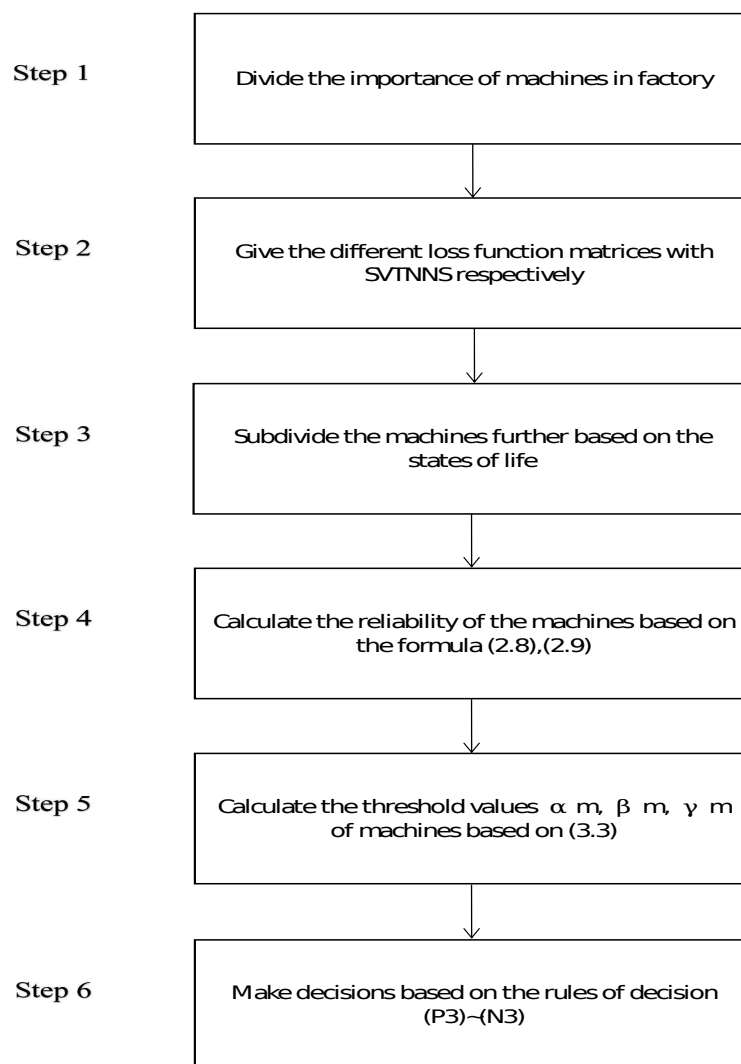 Step 1
Divide the importance of machines in factory
Step 2
Give the different loss function matrices with
SVTNNS respectively
Step 3
Subdivide the machines further based on the
states of life
Step 4
Calculate the reliability of the machines based on
the formula (2.8),(2.9)
Step 5
Calculate the threshold values α m, β m, γ m
of machines based on (3.3)
Step 6
Make decisions based on the rules of decision
(P3)~(N3)